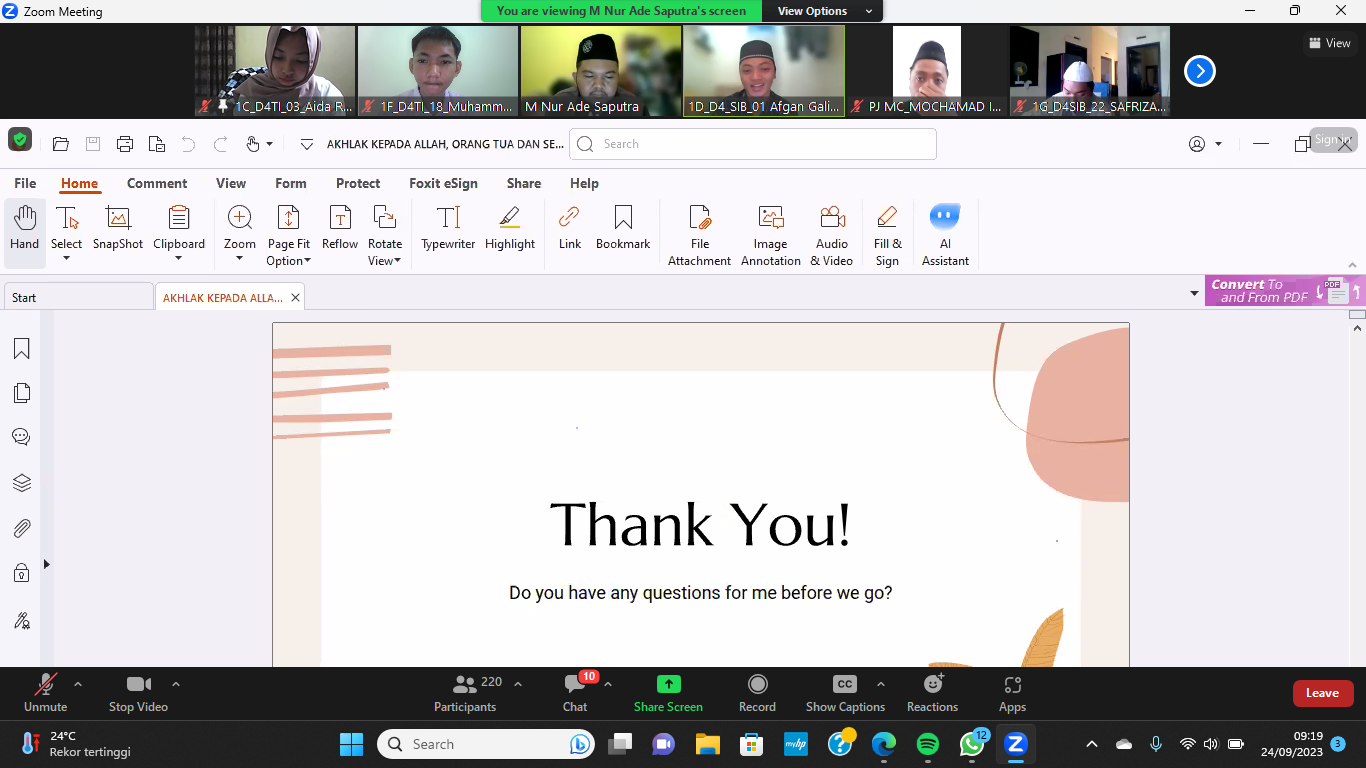 Zoom Meeting
You are viewing M Nur Ade Saputra's screen
View Options
View
1C_D4TI_03_Aida R...
1F_D4TI_18_Muhamm...
M Nur Ade Saputra
1D_D4_SIB_01 Afgan Gali...
PJ MC_MOCHAMAD I...
1G_D4SIB_22_SAFRIZA...
AKHLAK KEPADA ALLAH, ORANG TUA DAN SE...
Search
Sign in
File Home Comment View Form Protect Foxit eSign Share Help
Hand
Select
SnapShot
Clipboard
Zoom
Page Fit
Option
Reflow
Rotate
View
Typewriter
Highlight
Link
Bookmark
File
Attachment
Image
Annotation
Audio
& Video
Fill &
Sign
AI
Assistant
Start
AKHLAK KEPADA ALLA...
Convert To
and From PDF
PDF
Thank You!
Do you have any questions for me before we go?
Unmute
Stop Video
220
Participants
10
Chat
Share Screen
Record
CC
Show Captions
Reactions
Apps
Leave
24°C
Rekor tertinggi
Search
myhp
12
09:19
24/09/2023
3